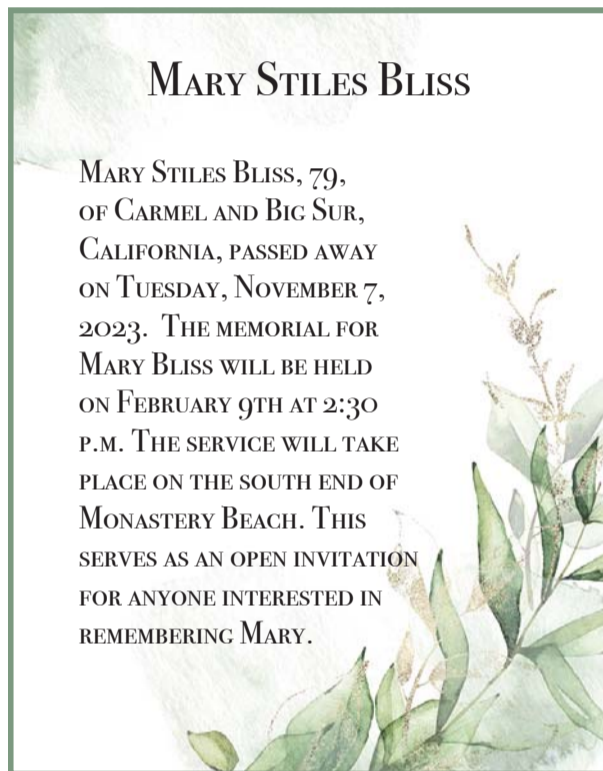 Mary Stiles Bliss
Mary Stiles Bliss, 79,
of Carmel and Big Sur,
California, passed away
on Tuesday, November 7,
2023. The memorial for
Mary Bliss will be held
on February 9th at 2:30
p.m. The service will take
place on the south end of
Monastery Beach. This
serves as an open invitation
for anyone interested in
remembering Mary.